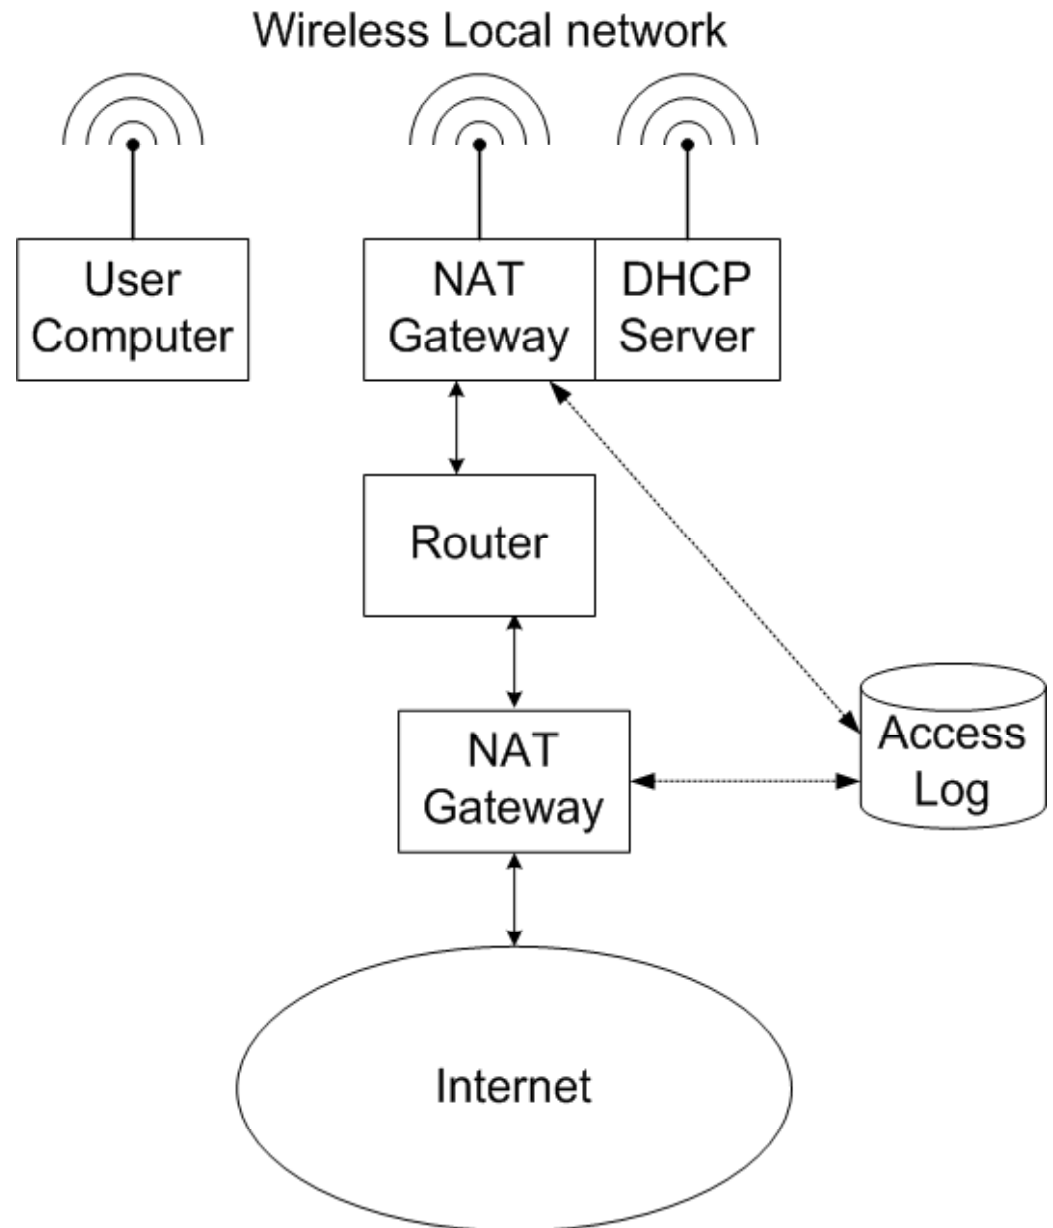 Wireless Local network
User
Computer
NAT
Gateway
DHCP
Server
Router
NAT
Gateway
Access
Log
Internet